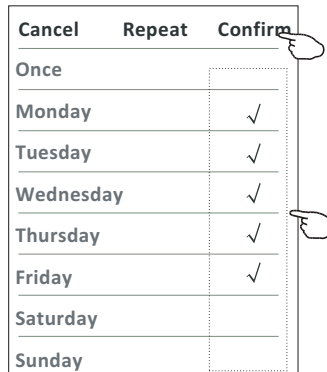 Cancel Repeat Confirm
Once
Monday √
Tuesday √
Wednesday √
Thursday √
Friday √
Saturday
Sunday